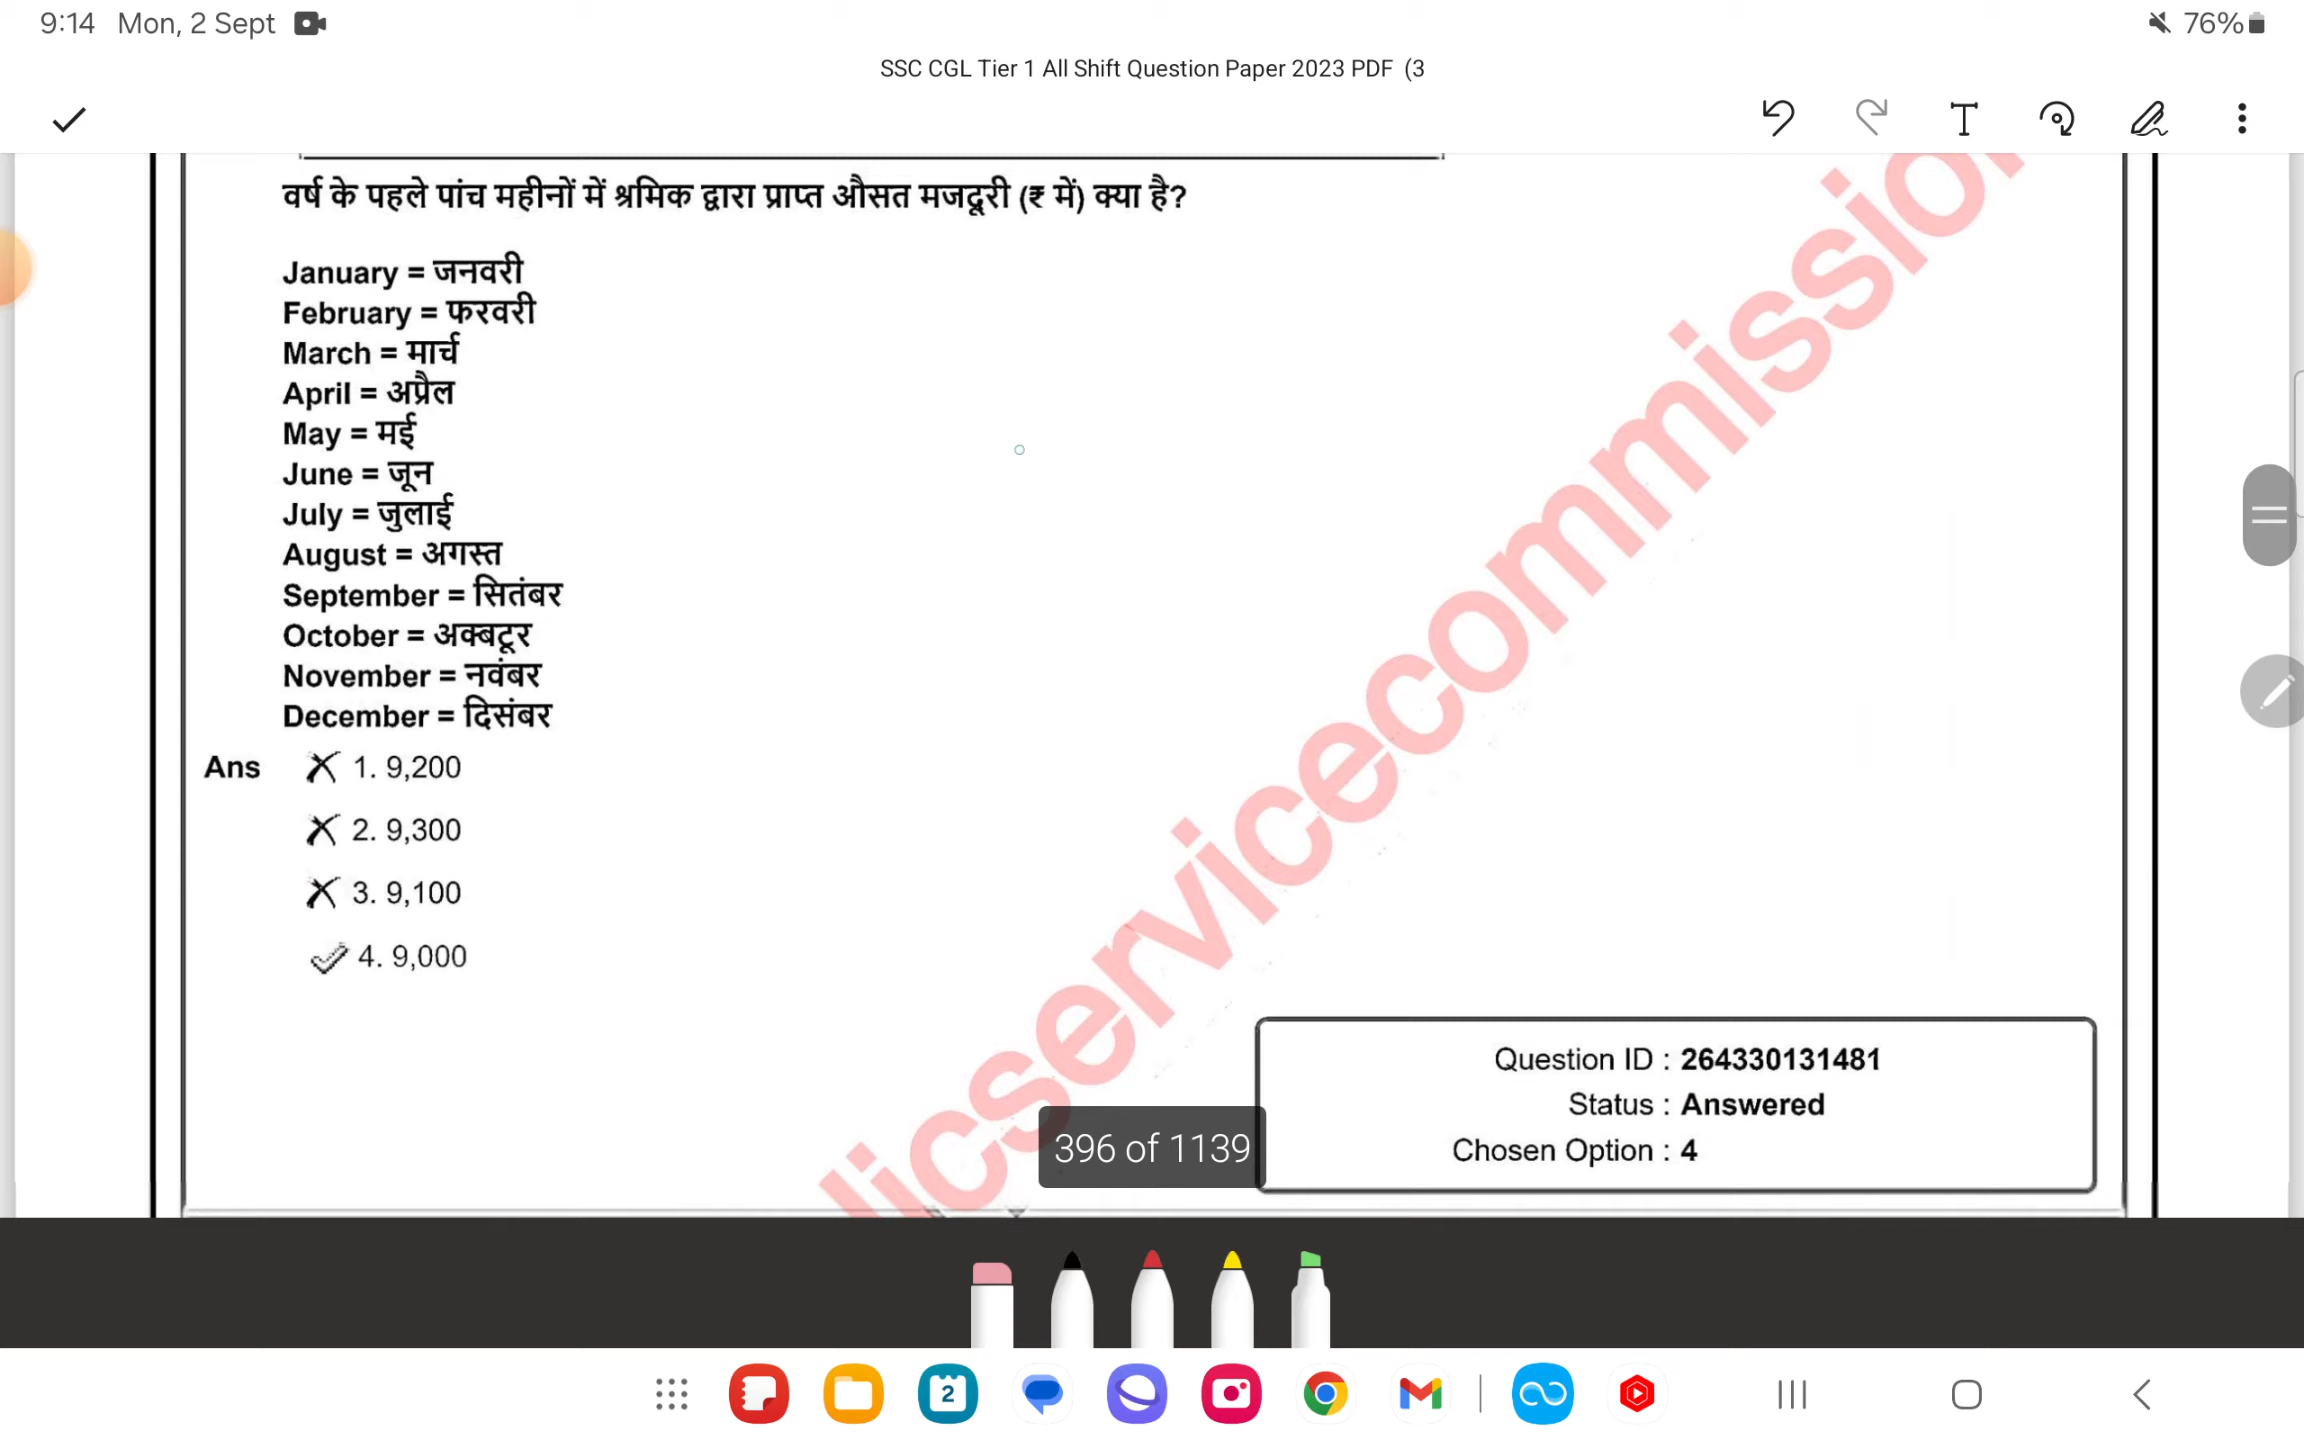 9:14 Mon, 2 Sept
76%
SSC CGL Tier 1 All Shift Question Paper 2023 PDF (3
वर्ष के पहले पांच महीनों में श्रमिक द्वारा प्राप्त औसत मजदूरी (₹ में) क्या है?
January = जनवरी
February = फरवरी
March = मार्च
April = अप्रैल
May = मई
June = जून
July = जुलाई
August = अगस्त
September = सितंबर
October = अक्बटूर
November = नवंबर
December = दिसंबर
Ans 1. 9,200
2. 9,300
3. 9,100
4. 9,000
licservicecommission
Question ID : 264330131481
Status : Answered
Chosen Option : 4
396 of 1139
2